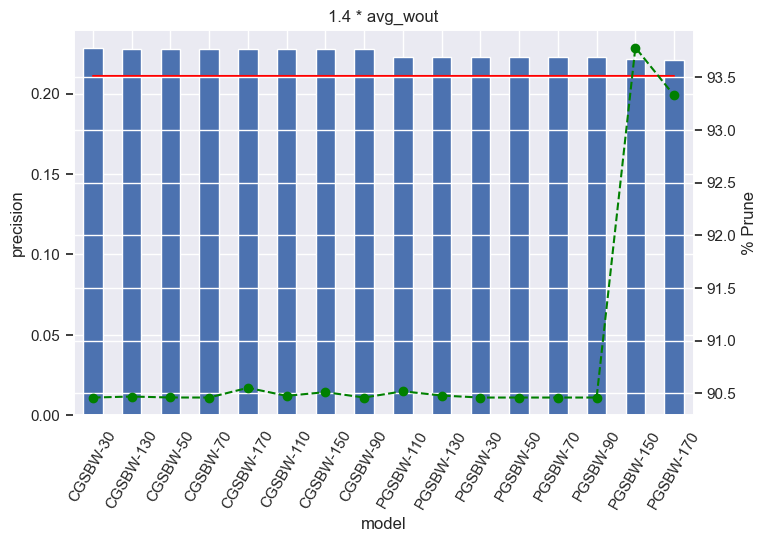 1.4 * avg_wout
precision
0.20
0.15
0.10
0.05
0.00
93.5
93.0
92.5
92.0
91.5
91.0
90.5
% Prune
CGSBW-30
CGSBW-130
CGSBW-50
CGSBW-70
CGSBW-170
CGSBW-110
CGSBW-150
CGSBW-90
PGSBW-110
PGSBW-130
PGSBW-30
PGSBW-50
PGSBW-70
PGSBW-90
PGSBW-150
PGSBW-170
model